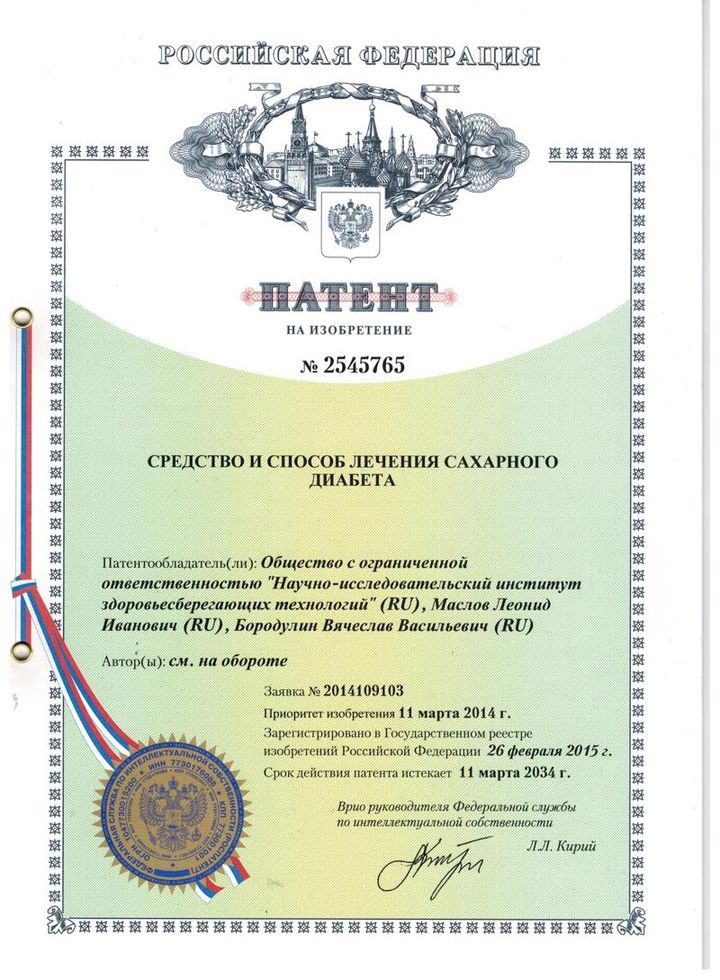 РОССИЙСКАЯ ФЕДЕРАЦИЯ
ПАТЕНТ
НА ИЗОБРЕТЕНИЕ
№ 2545765
СРЕДСТВО И СПОСОБ ЛЕЧЕНИЯ САХАРНОГО
ДИАБЕТА
Патентообладатель(ли): Общество с ограниченной
ответственностью "Научно-исследовательский институт
здоровьесберегающих технологий" (RU), Маслов Леонид
Иванович (RU), Бородулин Вячеслав Васильевич (RU)
Автор(ы): см. на обороте
Заявка № 2014109103
Приоритет изобретения 11 марта 2014 г.
Зарегистрировано в Государственном реестре
изобретений Российской Федерации 26 февраля 2015 г.
Срок действия патента истекает 11 марта 2034 г.
Врио руководителя Федеральной службы
по интеллектуальной собственности
Л.Л. Кирий
ФЕДЕРАЛЬНАЯ СЛУЖБА ПО ИНТЕЛЛЕКТУАЛЬНОЙ СОБСТВЕННОСТИ (РОСПАТЕНТ)
ОГРН 1047730015200 * ИНН 7730176088 * КПП 773001001